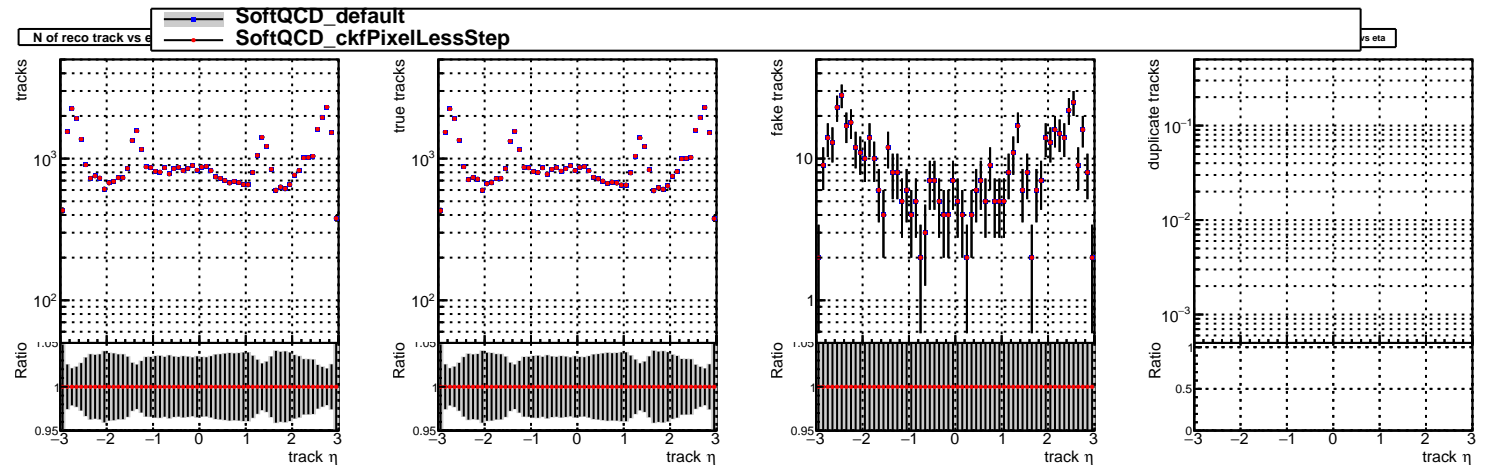 SoftQCD_default
SoftQCD_ckfPixelLessStep
N of reco track vs e
vs eta
tracks
10³
10²
Ratio
1.05
1
0.95
−3 −2 −1 0 1 2 3
track η
true tracks
10³
10²
Ratio
1.05
1
0.95
−3 −2 −1 0 1 2 3
track η
fake tracks
10
1
Ratio
1.05
1
0.95
−3 −2 −1 0 1 2 3
track η
duplicate tracks
10⁻¹
10⁻²
10⁻³
Ratio
1
0.5
0
−3 −2 −1 0 1 2 3
track η